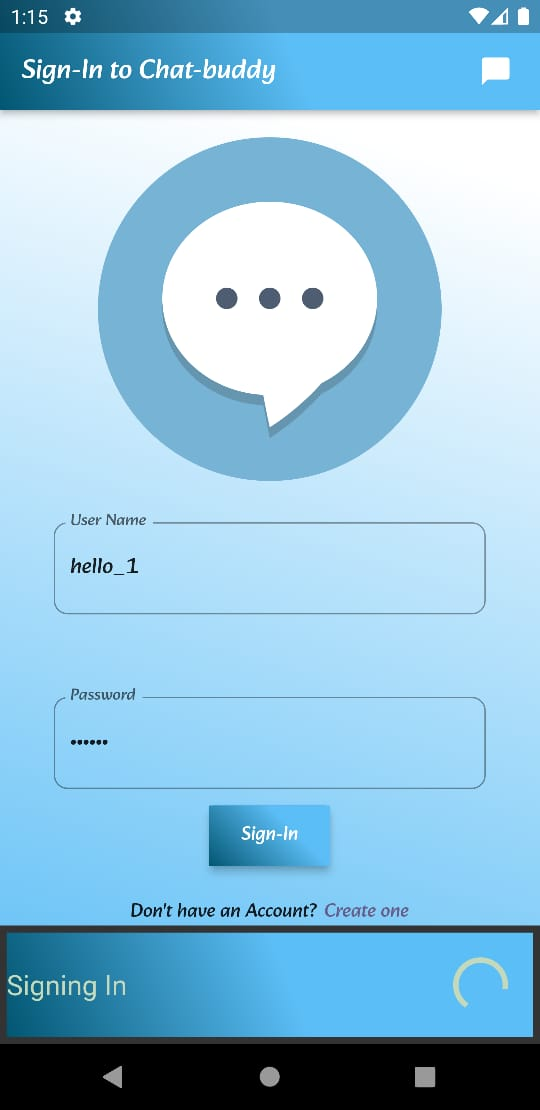 1:15
Sign-In to Chat-buddy
User Name
hello_1
Password
••••••
Sign-In
Don't have an Account? Create one
Signing In